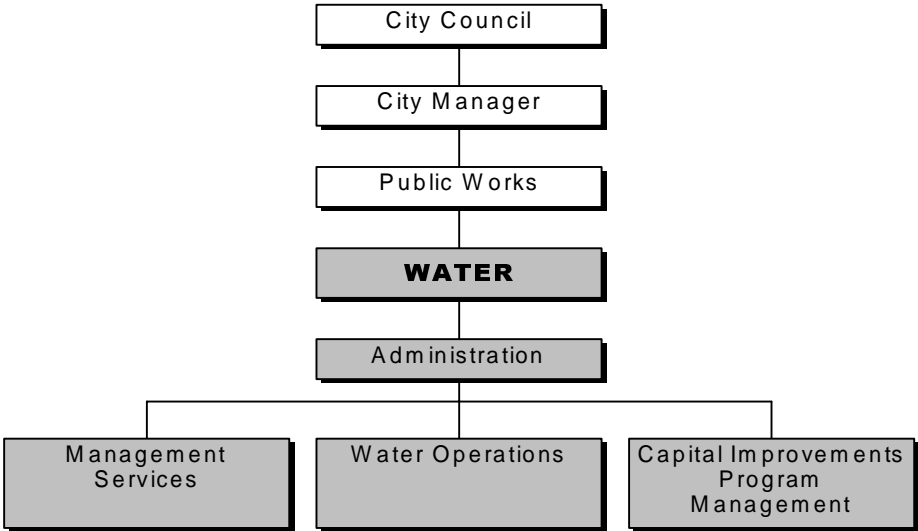 City Council
City Manager
Public Works
WATER
Administration
Management
Services
Water Operations
Capital Improvements
Program
Management